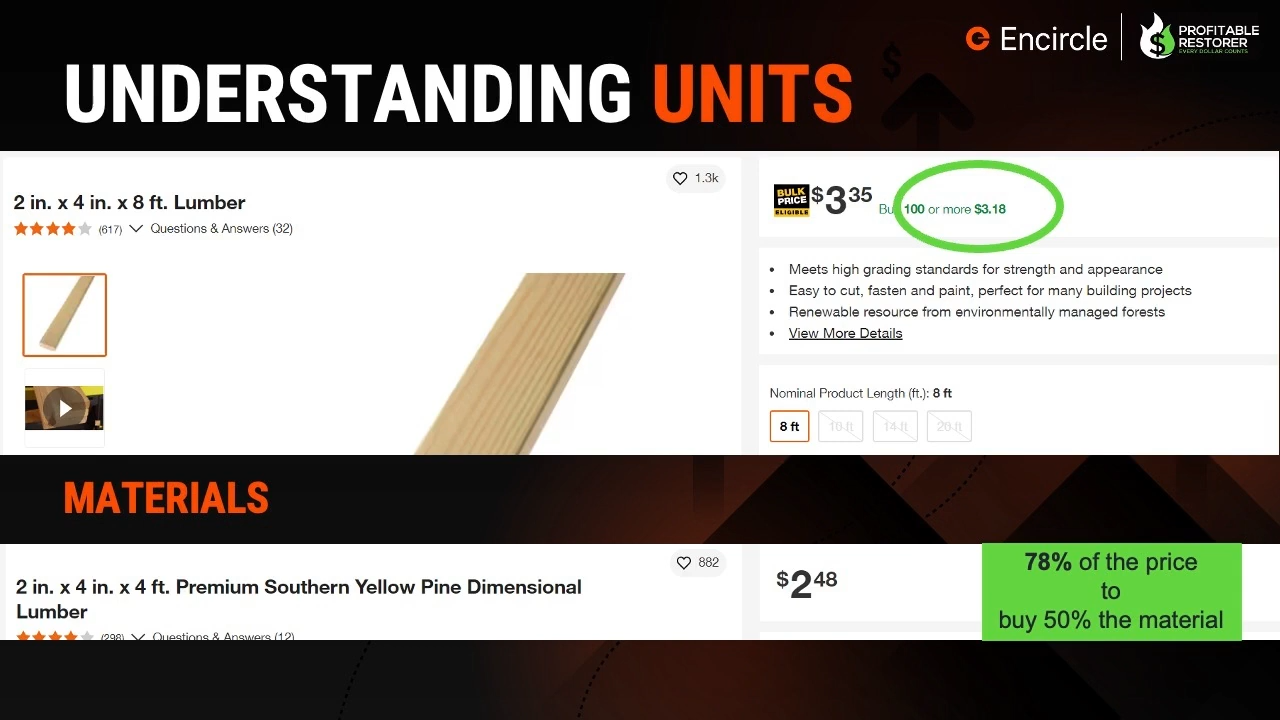 Encircle
PROFITABLE
RESTORER
EVERY DOLLAR COUNTS
UNDERSTANDING UNITS
1.3k
2 in. x 4 in. x 8 ft. Lumber
(617) Questions & Answers (32)
BULK
PRICE
ELIGIBLE
$3 35
Bu 100 or more $3.18
Meets high grading standards for strength and appearance
Easy to cut, fasten and paint, perfect for many building projects
Renewable resource from environmentally managed forests
View More Details
Nominal Product Length (ft.): 8 ft
8 ft 10 ft 14 ft 20 ft
MATERIALS
882
2 in. x 4 in. x 4 ft. Premium Southern Yellow Pine Dimensional
Lumber
(298) Questions & Answers (12)
$2 48
78% of the price
to
buy 50% the material